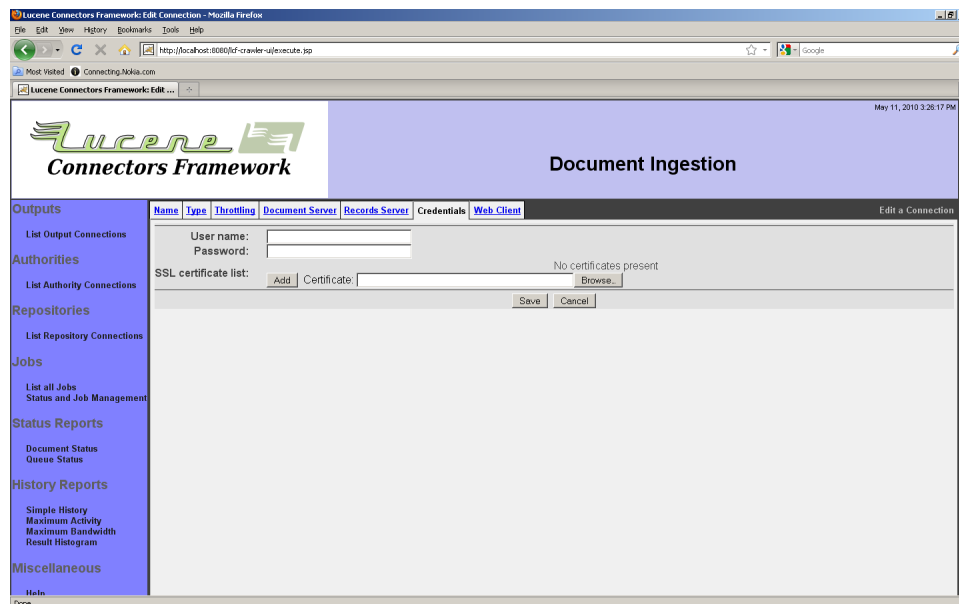 Lucene Connectors Framework: Edit Connection - Mozilla Firefox
File Edit View History Bookmarks Tools Help
http://localhost:8080/lcf-crawler-ui/execute.jsp
Google
Most Visited Connecting.Nokia.com
Lucene Connectors Framework: Edit ...
May 11, 2010 3:26:17 PM
Lucene
Connectors Framework
Document Ingestion
Name Type Throttling Document Server Records Server Credentials Web Client
Edit a Connection
Outputs
List Output Connections
Authorities
List Authority Connections
Repositories
List Repository Connections
Jobs
List all Jobs
Status and Job Management
Status Reports
Document Status
Queue Status
History Reports
Simple History
Maximum Activity
Maximum Bandwidth
Result Histogram
Miscellaneous
Help
User name:
Password:
SSL certificate list:
No certificates present
Add Certificate: Browse...
Save Cancel
Done